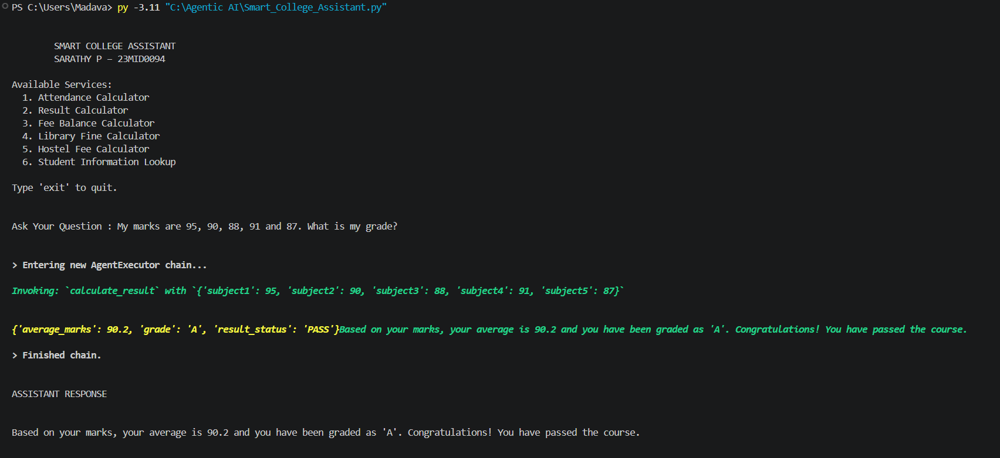 PS C:\Users\Madava> py -3.11 "C:\Agentic AI\Smart_College_Assistant.py"
SMART COLLEGE ASSISTANT
SARATHY P – 23MID0094
Available Services:
1. Attendance Calculator
2. Result Calculator
3. Fee Balance Calculator
4. Library Fine Calculator
5. Hostel Fee Calculator
6. Student Information Lookup
Type 'exit' to quit.
Ask Your Question : My marks are 95, 90, 88, 91 and 87. What is my grade?
> Entering new AgentExecutor chain...
Invoking: `calculate_result` with `{'subject1': 95, 'subject2': 90, 'subject3': 88, 'subject4': 91, 'subject5': 87}`
{'average_marks': 90.2, 'grade': 'A', 'result_status': 'PASS'}Based on your marks, your average is 90.2 and you have been graded as 'A'. Congratulations! You have passed the course.
> Finished chain.
ASSISTANT RESPONSE
Based on your marks, your average is 90.2 and you have been graded as 'A'. Congratulations! You have passed the course.